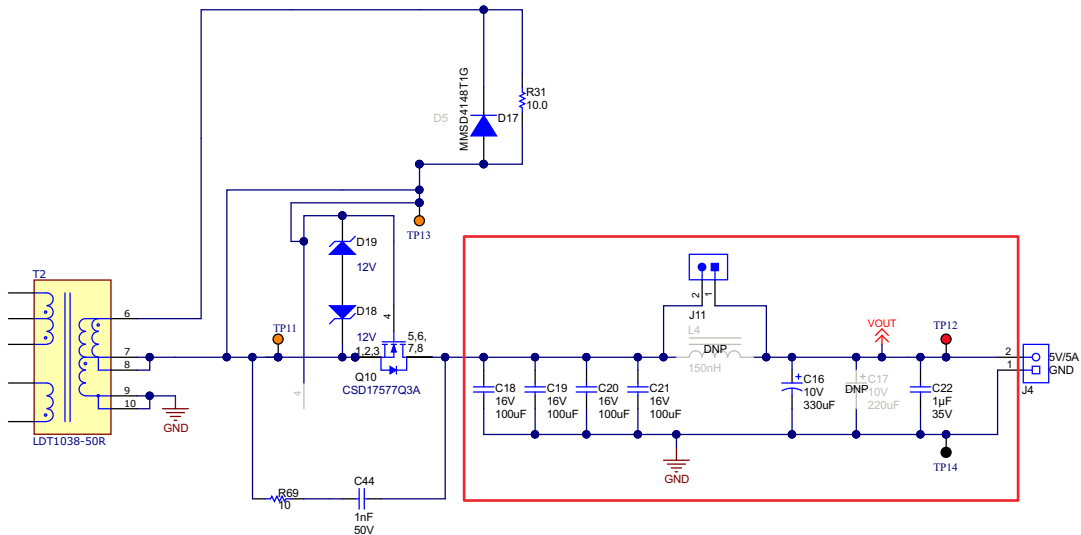 MMSD4148T1G
D5
D17
R31
10.0
TP13
D19
12V
D18
12V
4
T2
6
7
8
9
10
GND
LDT1038-50R
TP11
1,2,3
5,6,
7,8
Q10
CSD17577Q3A
4
R69
10
C44
1nF
50V
C18
16V
100uF
C19
16V
100uF
C20
16V
100uF
C21
16V
100uF
GND
2
1
J11
L4
DNP
150nH
C16
10V
330uF
+
VOUT
C17
10V
220uF
DNP
+
C22
1µF
35V
TP12
TP14
2
1
5V/5A
GND
J4